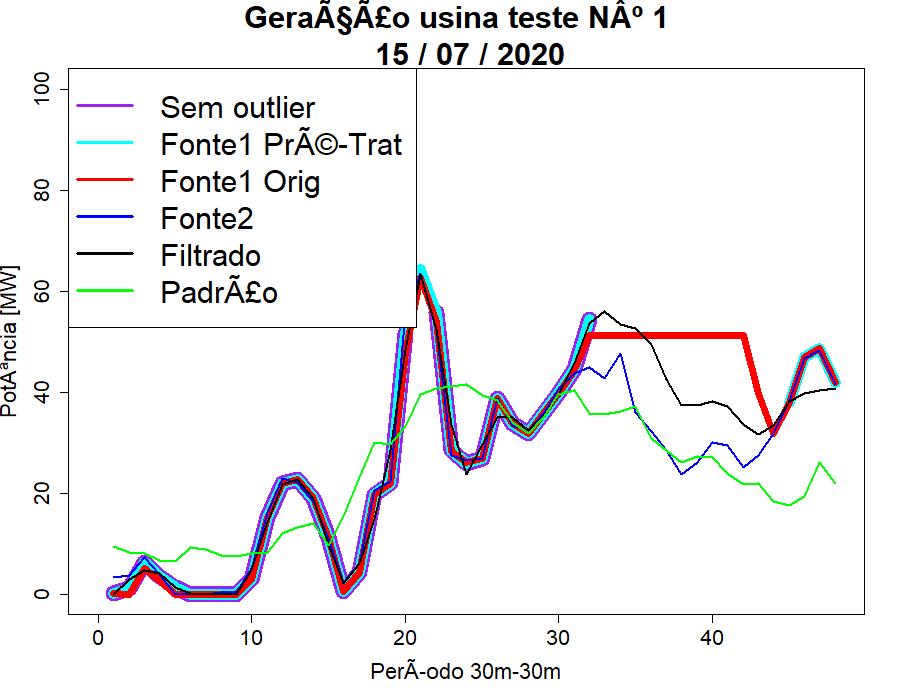 GeraÃ§Ã£o usina teste NÂº 1
15 / 07 / 2020
PotÃªncia [MW]
100
80
60
40
20
0
Sem outlier
Fonte1 PrÃ©-Trat
Fonte1 Orig
Fonte2
Filtrado
PadrÃ£o
0 10 20 30 40
PerÃ-odo 30m-30m